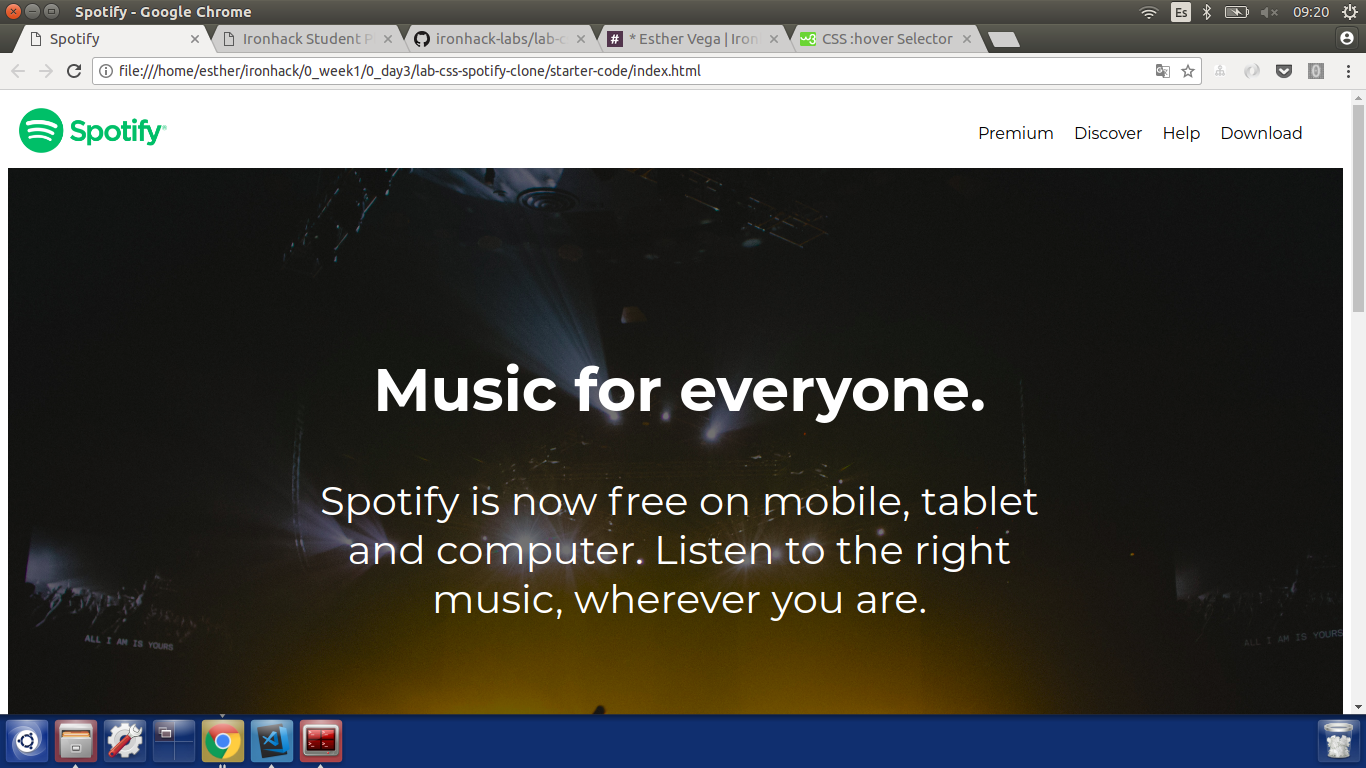 Spotify - Google Chrome
Es
09:20
Spotify
Ironhack Student P
ironhack-labs/lab-c
* Esther Vega | Iron
CSS :hover Selector
file:///home/esther/ironhack/0_week1/0_day3/lab-css-spotify-clone/starter-code/index.html
Spotify
Premium
Discover
Help
Download
Music for everyone.
Spotify is now free on mobile, tablet
and computer. Listen to the right
music, wherever you are.
ALL I AM IS YOURS
ALL I AM IS YOURS